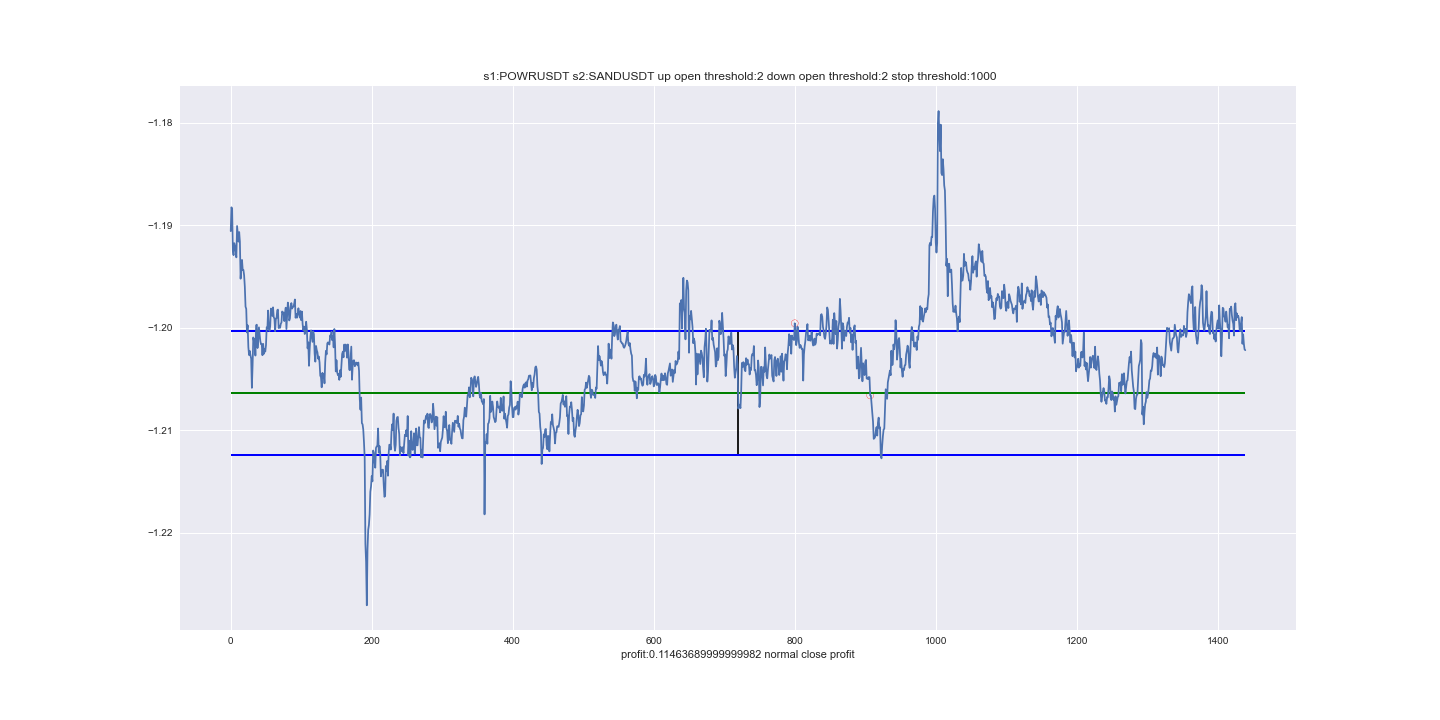 s1:POWRUSDT s2:SANDUSDT up open threshold:2 down open threshold:2 stop threshold:1000
−1.18
−1.19
−1.20
−1.21
−1.22
0 200 400 600 800 1000 1200 1400
profit:0.11463689999999982 normal close profit